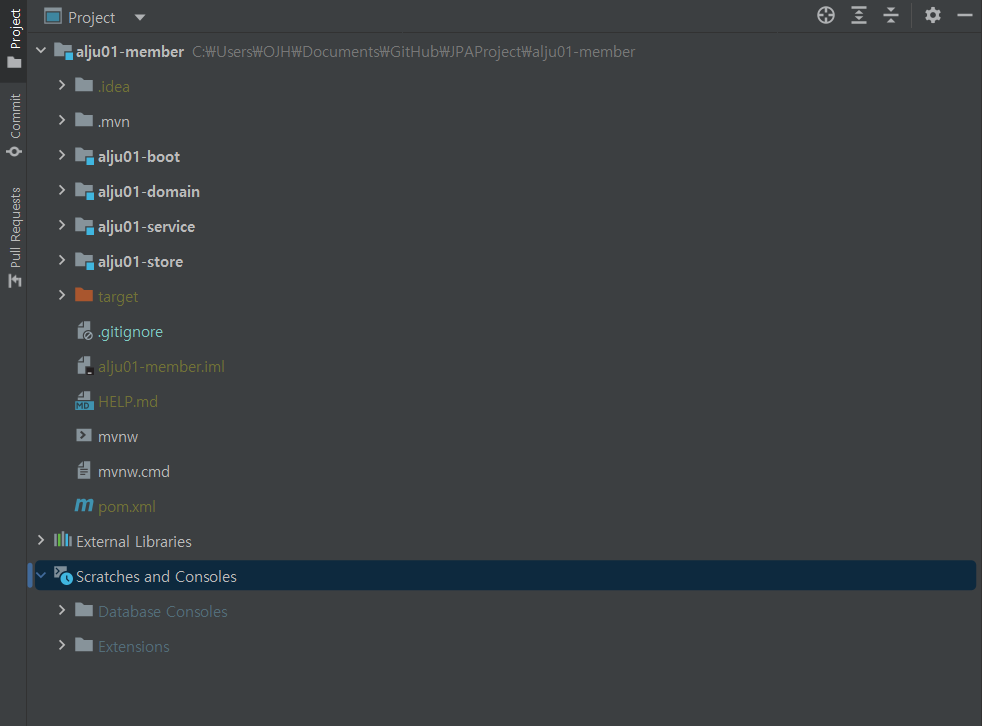 Project
Project
Commit
Pull Requests
alju01-member C:₩Users₩OJH₩Documents₩GitHub₩JPAProject₩alju01-member
.idea
.mvn
alju01-boot
alju01-domain
alju01-service
alju01-store
target
.gitignore
alju01-member.iml
MD HELP.md
mvnw
mvnw.cmd
m pom.xml
External Libraries
Scratches and Consoles
Database Consoles
Extensions